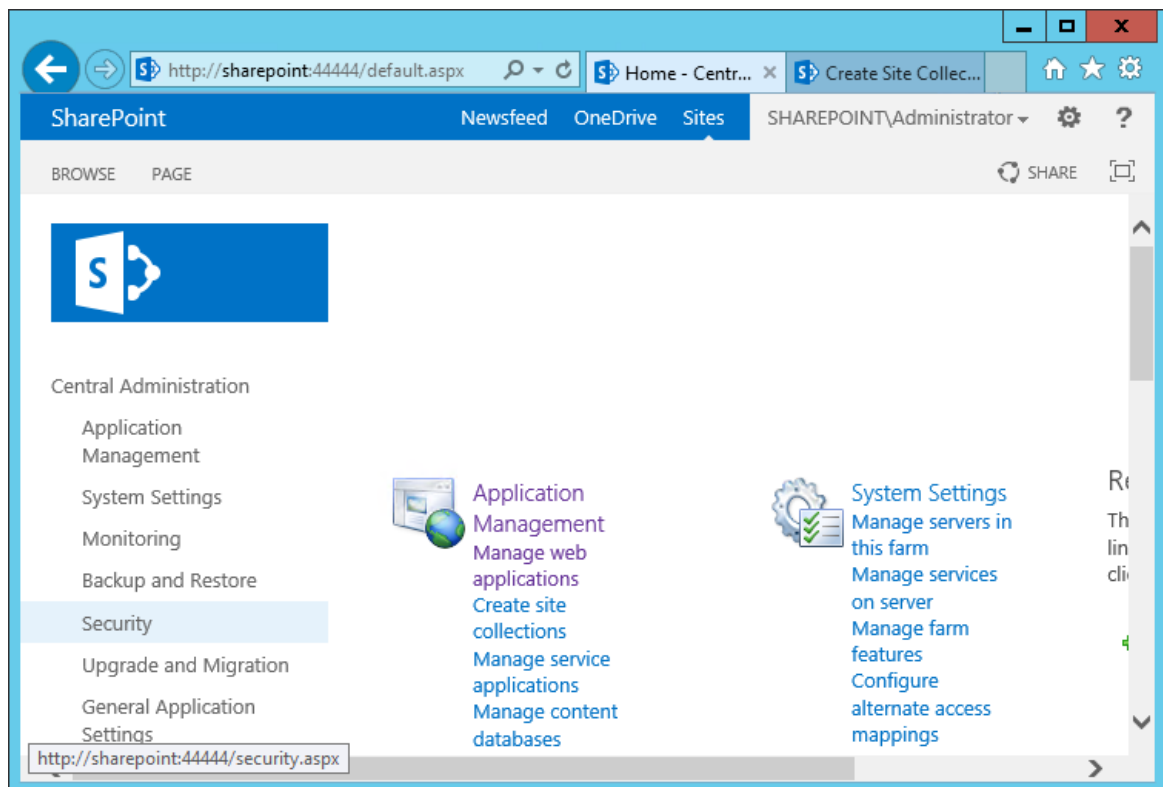 http://sharepoint:44444/default.aspx
Home - Centr...
Create Site Collec...
SharePoint
Newsfeed
OneDrive
Sites
SHAREPOINT\Administrator
?
BROWSE
PAGE
SHARE
S
Central Administration
Application
Management
System Settings
Monitoring
Backup and Restore
Security
Upgrade and Migration
General Application
Settings
http://sharepoint:44444/security.aspx
Application
Management
Manage web
applications
Create site
collections
Manage service
applications
Manage content
databases
System Settings
Manage servers in
this farm
Manage services
on server
Manage farm
features
Configure
alternate access
mappings
Th
lin